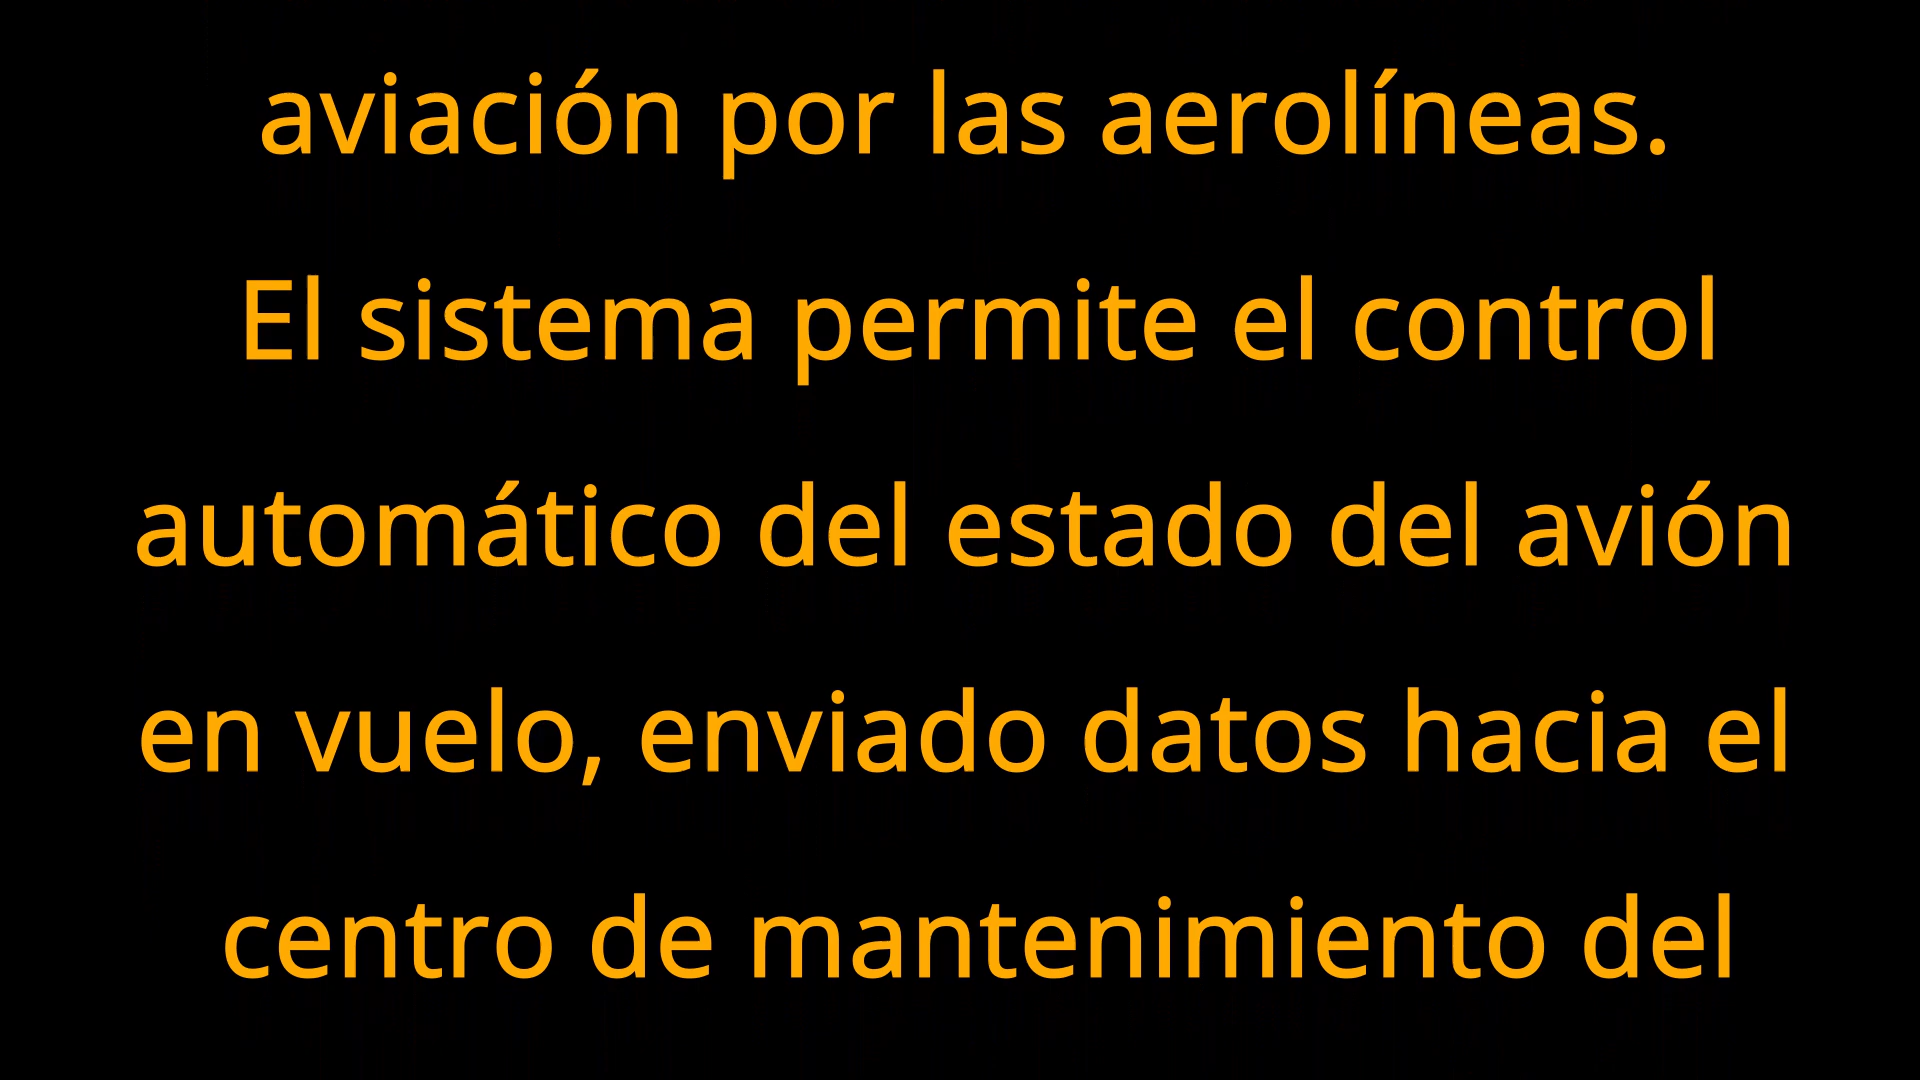 aviación por las aerolíneas.
El sistema permite el control
automático del estado del avión
en vuelo, enviado datos hacia el
centro de mantenimiento del